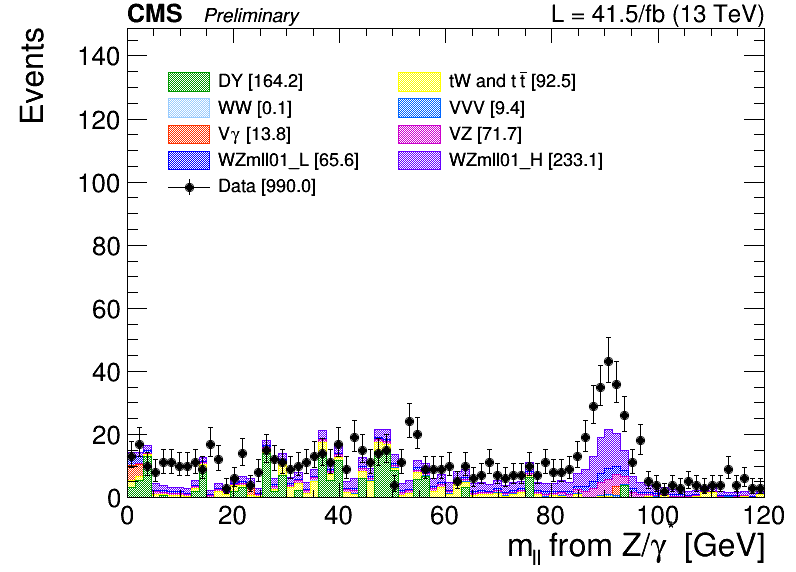 CMS Preliminary L = 41.5/fb (13 TeV)
Events
140
120
100
80
60
40
20
0
DY [164.2] tW and tt̅ [92.5]
WW [0.1] VVV [9.4]
Vγ [13.8] VZ [71.7]
WZmll01_L [65.6] WZmll01_H [233.1]
Data [990.0]
0 20 40 60 80 100 120
m_ll from Z/γ* [GeV]